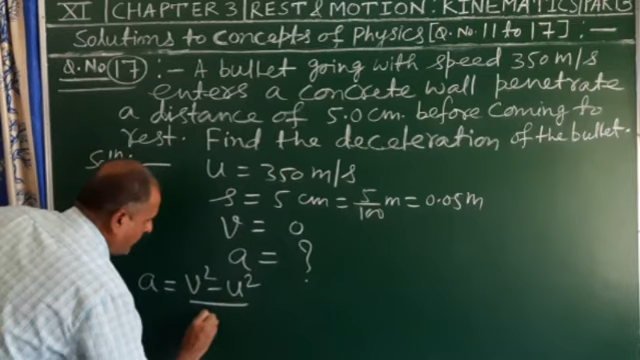 XI | CHAPTER 3 | REST & MOTION: KINEMATICS | PART
Solutions to Concepts of Physics [Q.No. 11 to 17] :-
Q.No. 17 :- A bullet going with speed 350 m/s
enters a concrete wall penetrate
a distance of 5.0 cm. before coming to
rest. Find the deceleration of the bullet.
Solⁿ:- u = 350 m/s
s = 5 cm = 5/100 m = 0.05 m
v = 0
a = ?
a = v² - u²